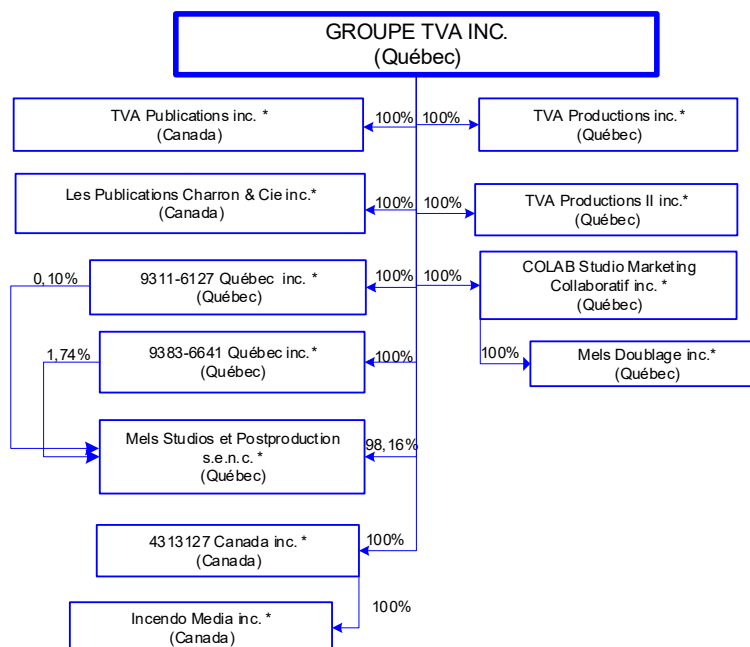 GROUPE TVA INC.
(Québec)
TVA Publications inc. *
(Canada)
100%
100%
TVA Productions inc.*
(Québec)
Les Publications Charron & Cie inc.*
(Canada)
100%
100%
TVA Productions II inc.*
(Québec)
0,10%
9311-6127 Québec inc. *
(Québec)
100%
100%
COLAB Studio Marketing
Collaboratif inc. *
(Québec)
1,74%
9383-6641 Québec inc.*
(Québec)
100%
100%
Mels Doublage inc.*
(Québec)
Mels Studios et Postproduction
s.e.n.c. *
(Québec)
98,16%
4313127 Canada inc. *
(Canada)
100%
100%
Incendo Media inc. *
(Canada)